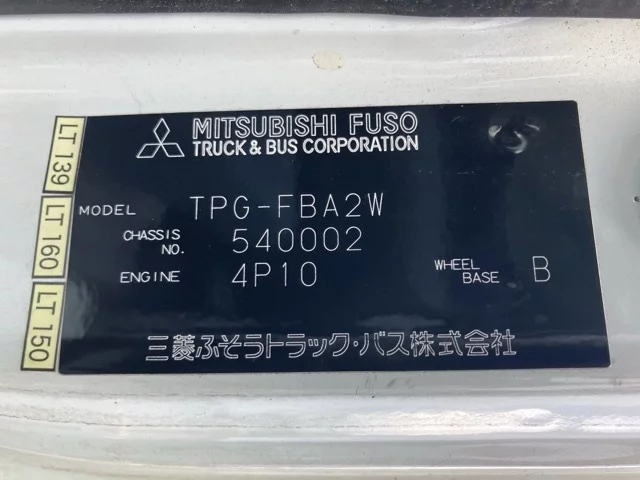 MITSUBISHI FUSO
TRUCK & BUS CORPORATION
LT 139
LT 160
LT 150
MODEL TPG-FBA2W
CHASSIS NO. 540002
ENGINE 4P10 WHEEL BASE B
三菱ふそうトラック・バス株式会社